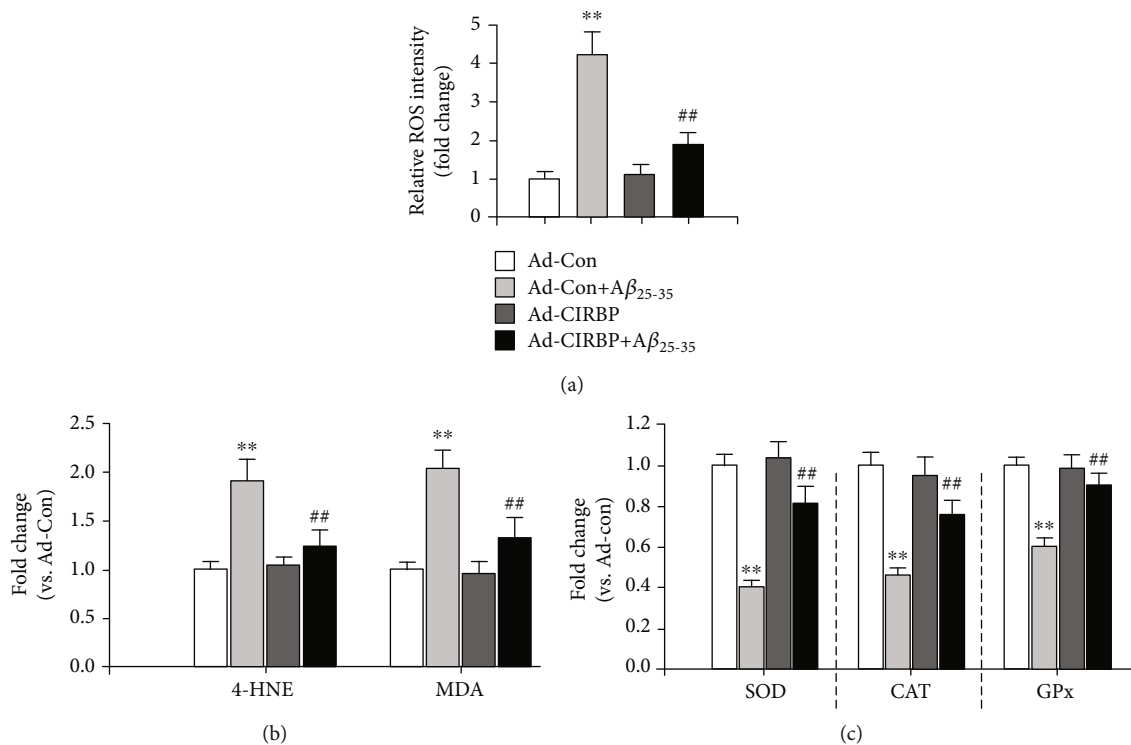 Relative ROS intensity
(fold change)
5
4
3
2
1
0
**
##
Ad-Con
Ad-Con+Aβ25-35
Ad-CIRBP
Ad-CIRBP+Aβ25-35
(a)
Fold change
(vs. Ad-Con)
2.5
2.0
1.5
1.0
0.5
0.0
**
##
**
##
4-HNE
MDA
(b)
Fold change
(vs. Ad-con)
1.2
1.0
0.8
0.6
0.4
0.2
0.0
**
##
**
##
**
##
SOD
CAT
GPx
(c)